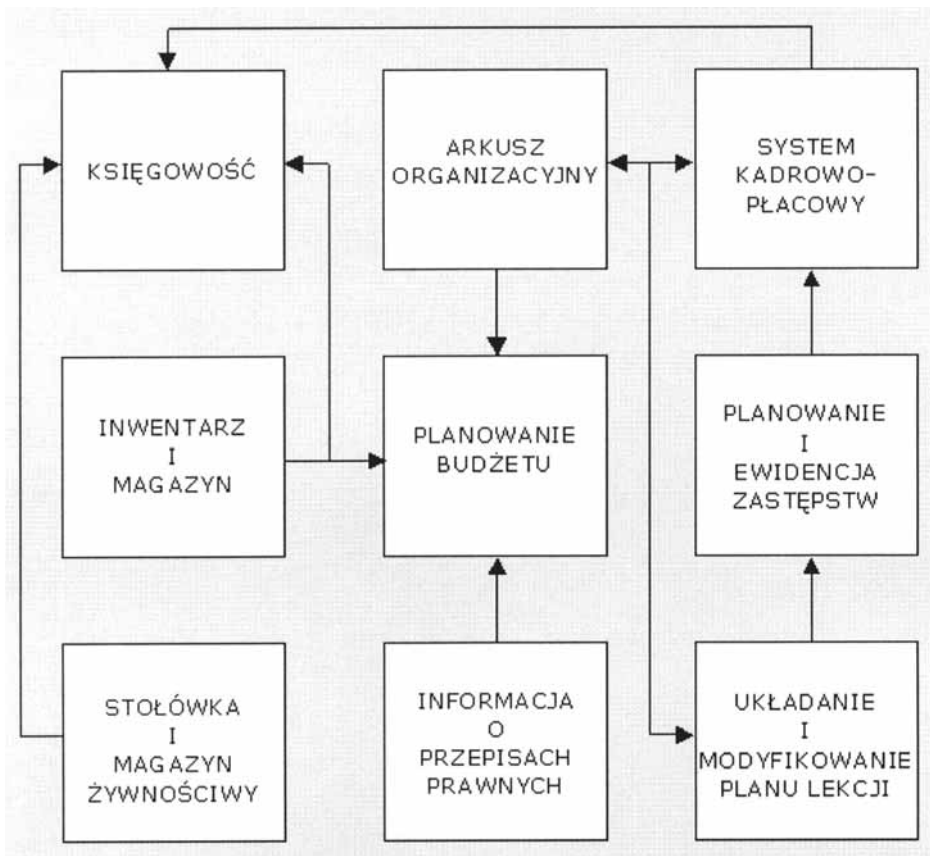 KSIĘGOWOŚĆ
ARKUSZ
ORGANIZACYJNY
SYSTEM
KADROWO-
PŁACOWY
INWENTARZ
I
MAGAZYN
PLANOWANIE
BUDŻETU
PLANOWANIE
I
EWIDENCJA
ZASTĘPSTW
STOŁÓWKA
I
MAGAZYN
ŻYWNOŚCIWY
INFORMACJA
O
PRZEPISACH
PRAWNYCH
UKŁADANIE
I
MODYFIKOWANIE
PLANU LEKCJI